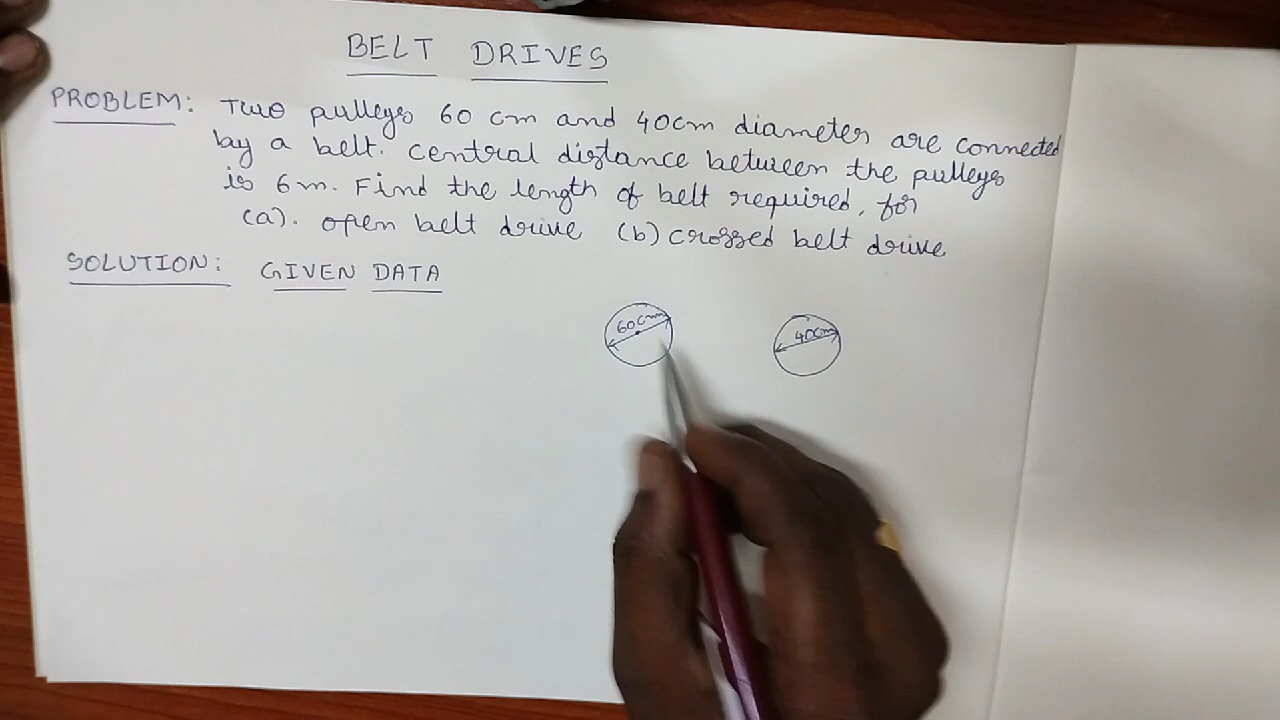 BELT DRIVES
PROBLEM: Two pulleys 60 cm and 40cm diameter are connected
by a belt. central distance between the pulleys
is 6m. Find the length of belt required, for
(a). open belt drive (b) crossed belt drive
SOLUTION: GIVEN DATA
60cm 40cm